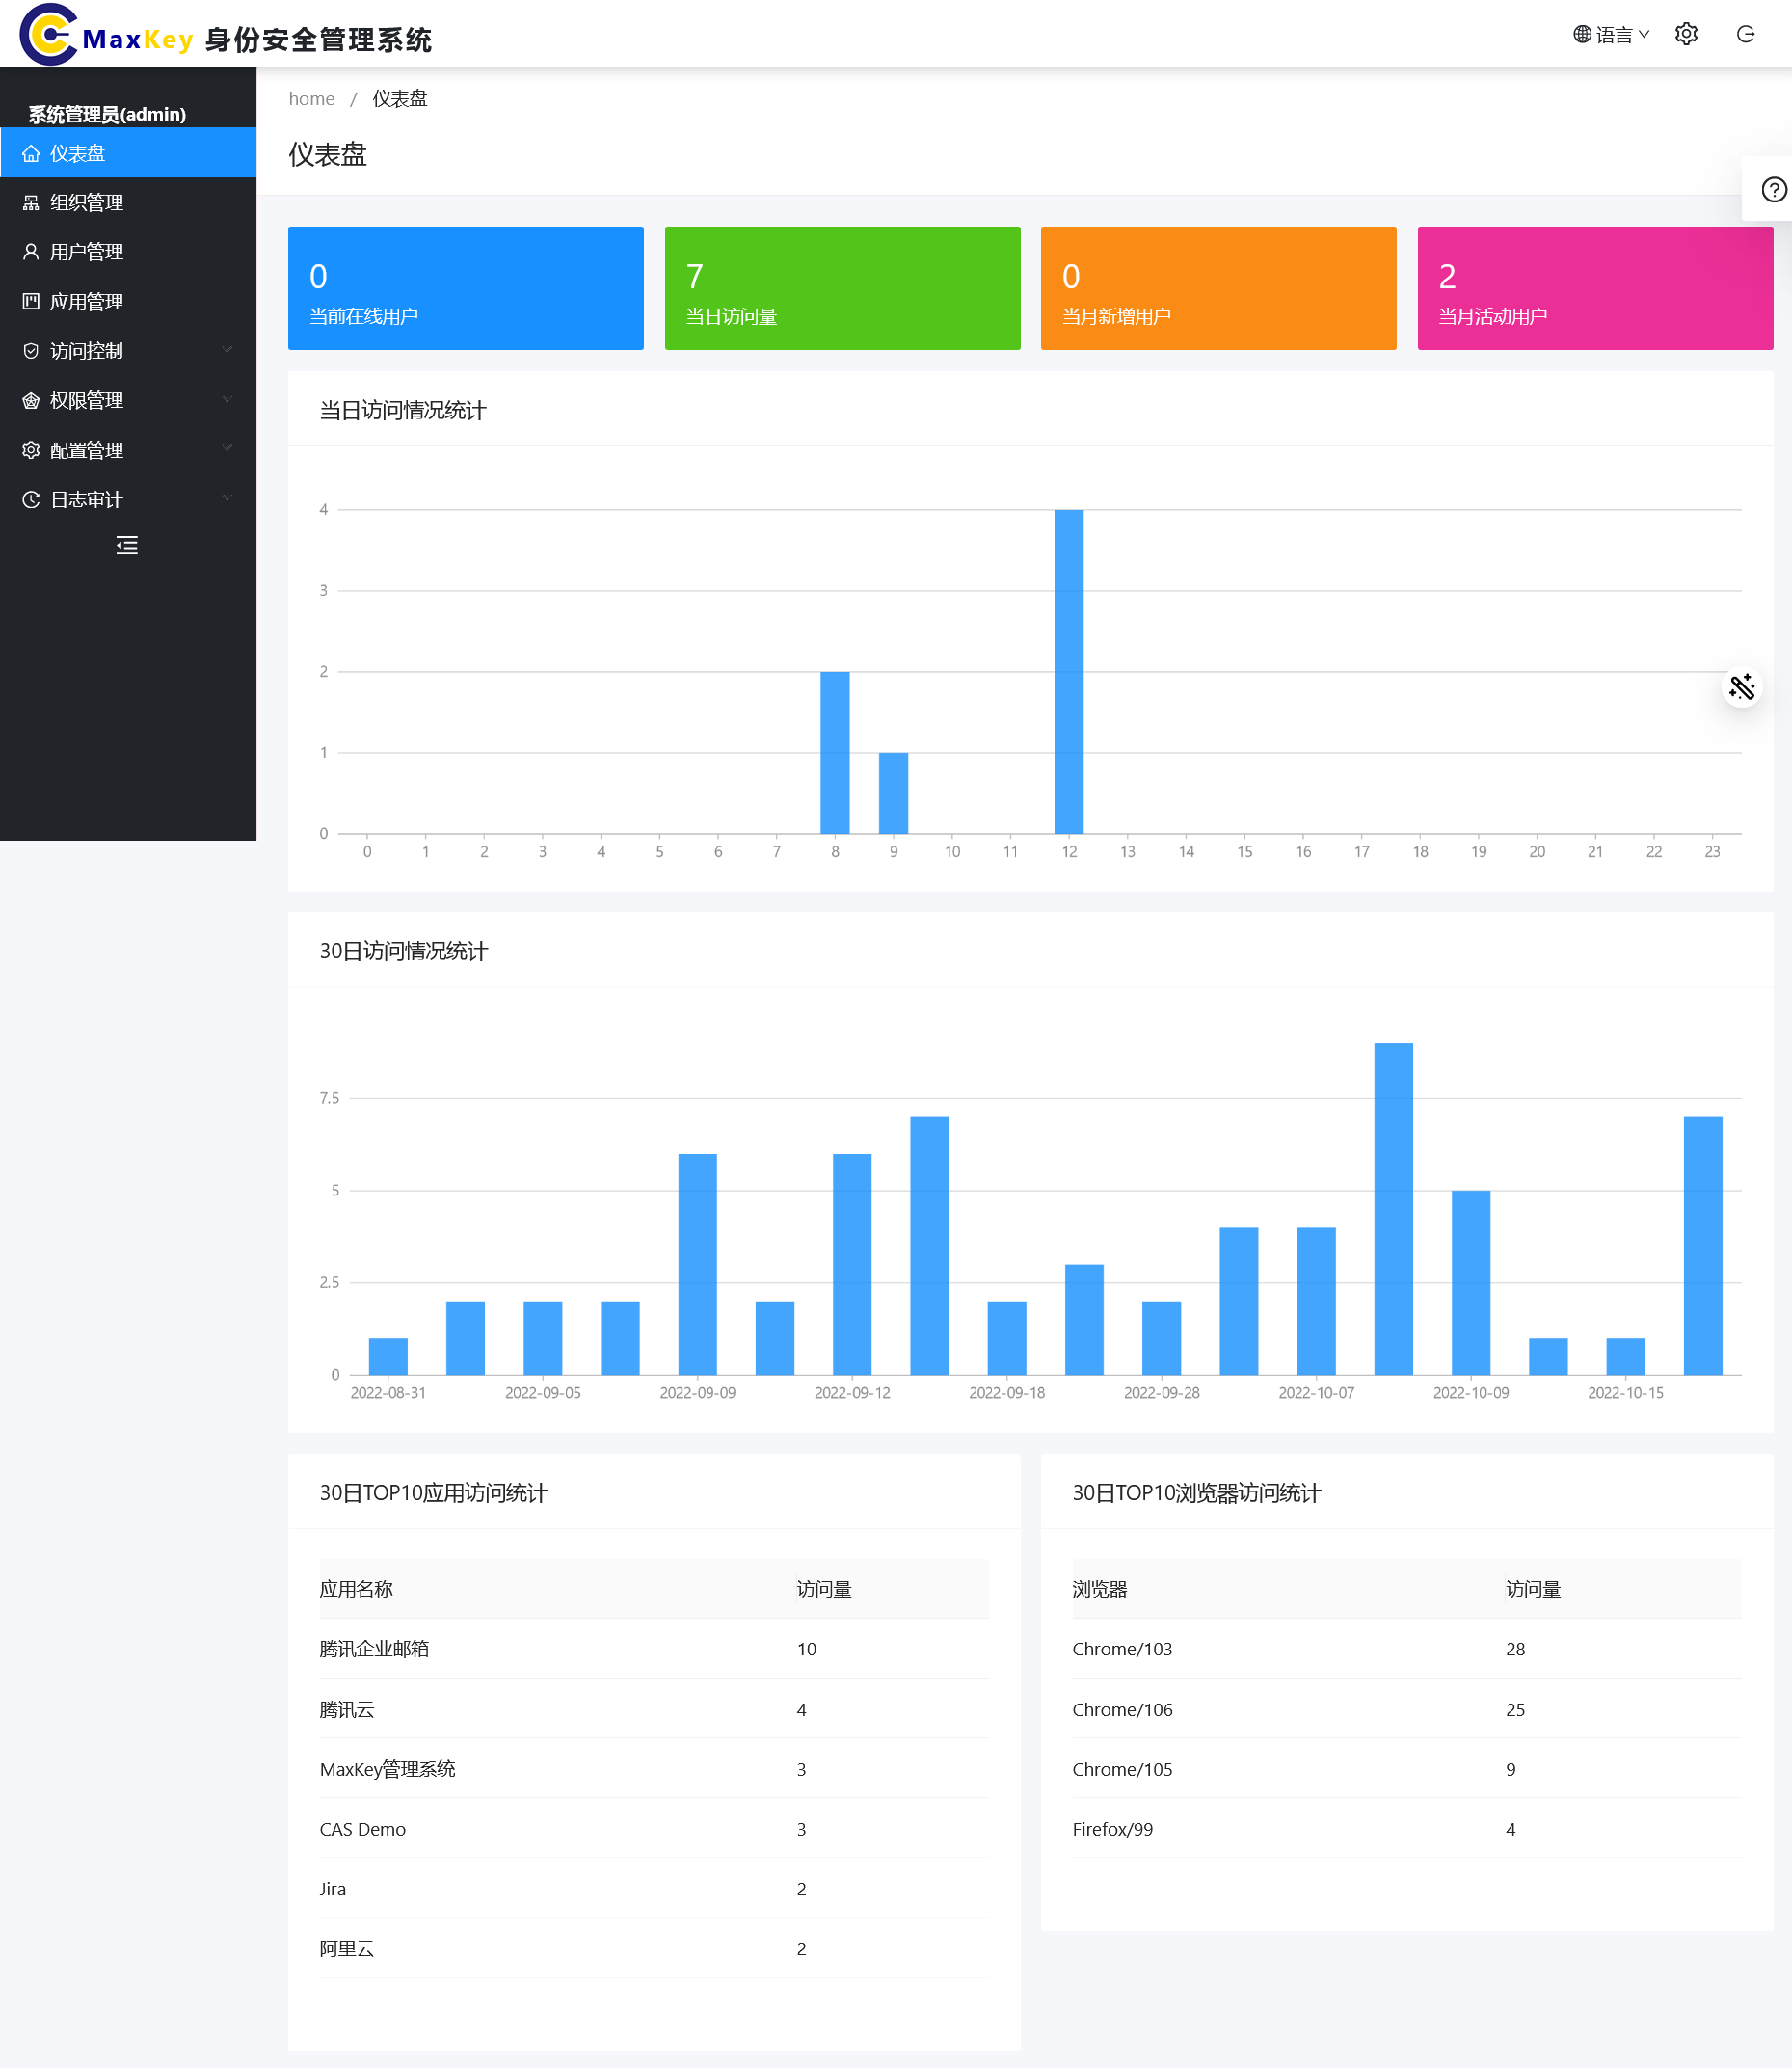 MaxKey 身份安全管理系统
语言
系统管理员(admin)
仪表盘
组织管理
用户管理
应用管理
访问控制
权限管理
配置管理
日志审计
home / 仪表盘
仪表盘
0
当前在线用户
7
当日访问量
0
当月新增用户
2
当月活动用户
当日访问情况统计
4
3
2
1
0
0 1 2 3 4 5 6 7 8 9 10 11 12 13 14 15 16 17 18 19 20 21 22 23
30日访问情况统计
7.5
5
2.5
0
2022-08-31 2022-09-05 2022-09-09 2022-09-12 2022-09-18 2022-09-28 2022-10-07 2022-10-09 2022-10-15
30日TOP10应用访问统计
应用名称 访问量
腾讯企业邮箱 10
腾讯云 4
MaxKey管理系统 3
CAS Demo 3
Jira 2
阿里云 2
30日TOP10浏览器访问统计
浏览器 访问量
Chrome/103 28
Chrome/106 25
Chrome/105 9
Firefox/99 4